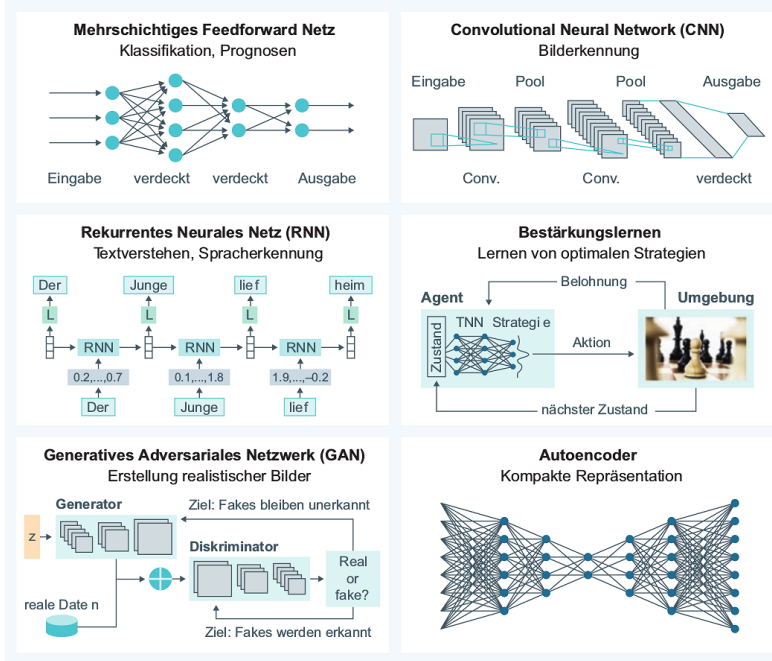 Mehrschichtiges Feedforward Netz
Klassifikation, Prognosen
Eingabe verdeckt verdeckt Ausgabe
Convolutional Neural Network (CNN)
Bilderkennung
Eingabe Pool Pool Ausgabe
Conv. Conv. verdeckt
Rekurrentes Neurales Netz (RNN)
Textverstehen, Spracherkennung
Der Junge lief heim
L L L L
RNN RNN RNN
0.2,...,0.7 0.1,...,1.8 1.9,...,–0.2
Der Junge lief
Bestärkungslernen
Lernen von optimalen Strategien
Belohnung
Agent Umgebung
TNN Strategi e
Zustand
Aktion
nächster Zustand
Generatives Adversariales Netzwerk (GAN)
Erstellung realistischer Bilder
Generator Ziel: Fakes bleiben unerkannt
z
Diskriminator
Real
or
fake?
reale Date n
Ziel: Fakes werden erkannt
Autoencoder
Kompakte Repräsentation